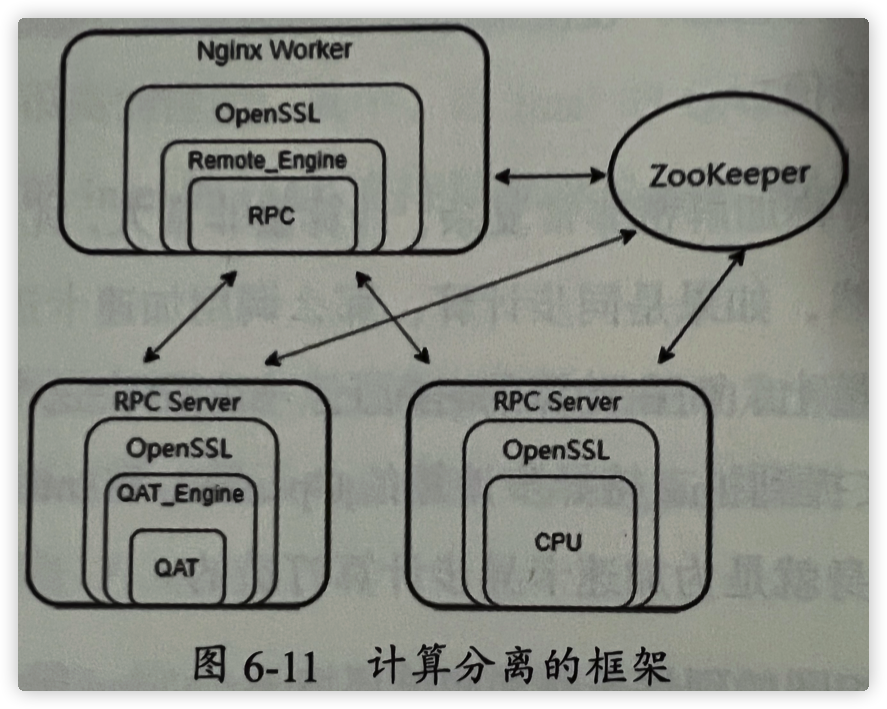 Nginx Worker
OpenSSL
Remote_Engine
RPC
ZooKeeper
RPC Server
OpenSSL
QAT_Engine
QAT
RPC Server
OpenSSL
CPU
图 6-11 计算分离的框架